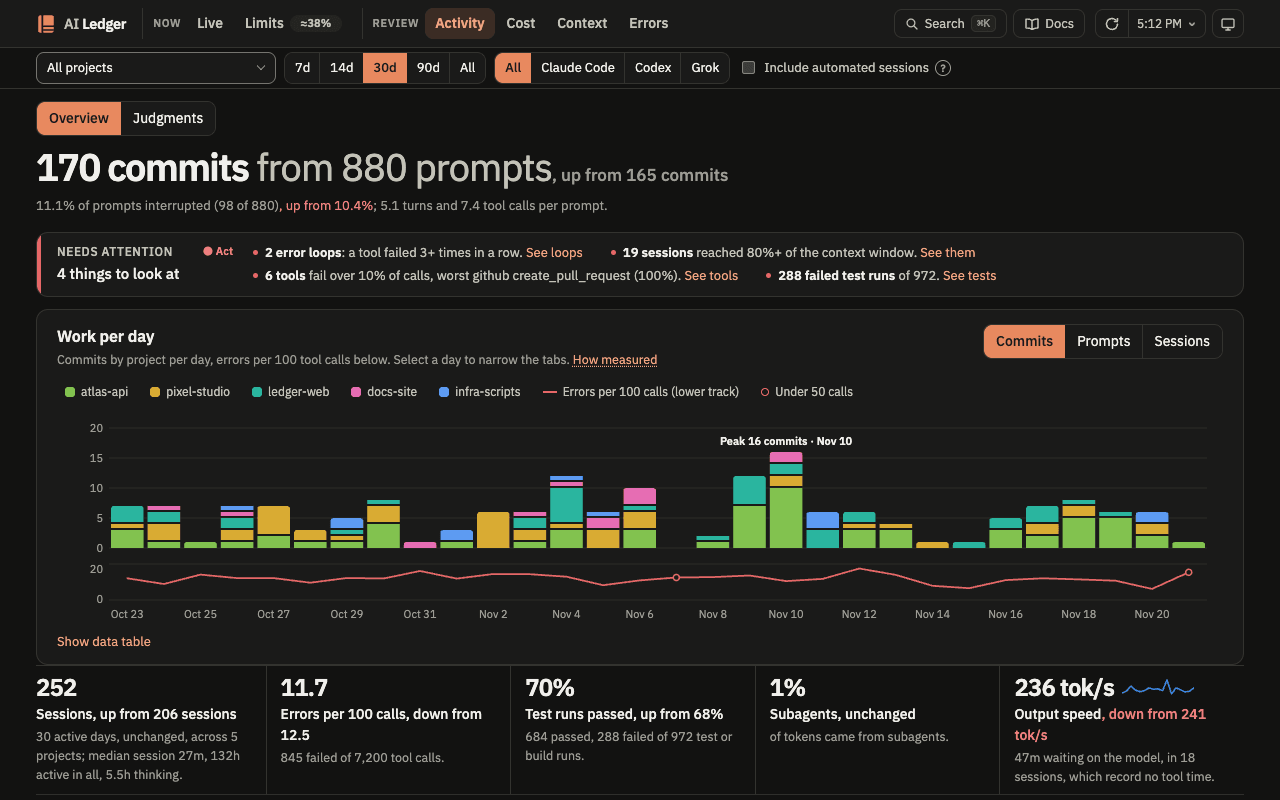 AI Ledger
NOW Live Limits ≈38%
REVIEW Activity Cost Context Errors
Search ⌘K Docs 5:12 PM
All projects
7d 14d 30d 90d All
All Claude Code Codex Grok
Include automated sessions ?
Overview Judgments
170 commits from 880 prompts, up from 165 commits
11.1% of prompts interrupted (98 of 880), up from 10.4%; 5.1 turns and 7.4 tool calls per prompt.
NEEDS ATTENTION Act
4 things to look at
2 error loops: a tool failed 3+ times in a row. See loops
19 sessions reached 80%+ of the context window. See them
6 tools fail over 10% of calls, worst github create_pull_request (100%). See tools
288 failed test runs of 972. See tests
Work per day
Commits by project per day, errors per 100 tool calls below. Select a day to narrow the tabs. How measured
Commits Prompts Sessions
atlas-api pixel-studio ledger-web docs-site infra-scripts Errors per 100 calls (lower track) Under 50 calls
20
Peak 16 commits · Nov 10
15
10
5
0
20
0
Oct 23 Oct 25 Oct 27 Oct 29 Oct 31 Nov 2 Nov 4 Nov 6 Nov 8 Nov 10 Nov 12 Nov 14 Nov 16 Nov 18 Nov 20
Show data table
252
Sessions, up from 206 sessions
30 active days, unchanged, across 5
projects; median session 27m, 132h
active in all, 5.5h thinking.
11.7
Errors per 100 calls, down from
12.5
845 failed of 7,200 tool calls.
70%
Test runs passed, up from 68%
684 passed, 288 failed of 972 test or
build runs.
1%
Subagents, unchanged
of tokens came from subagents.
236 tok/s
Output speed, down from 241
tok/s
47m waiting on the model, in 18
sessions, which record no tool time.